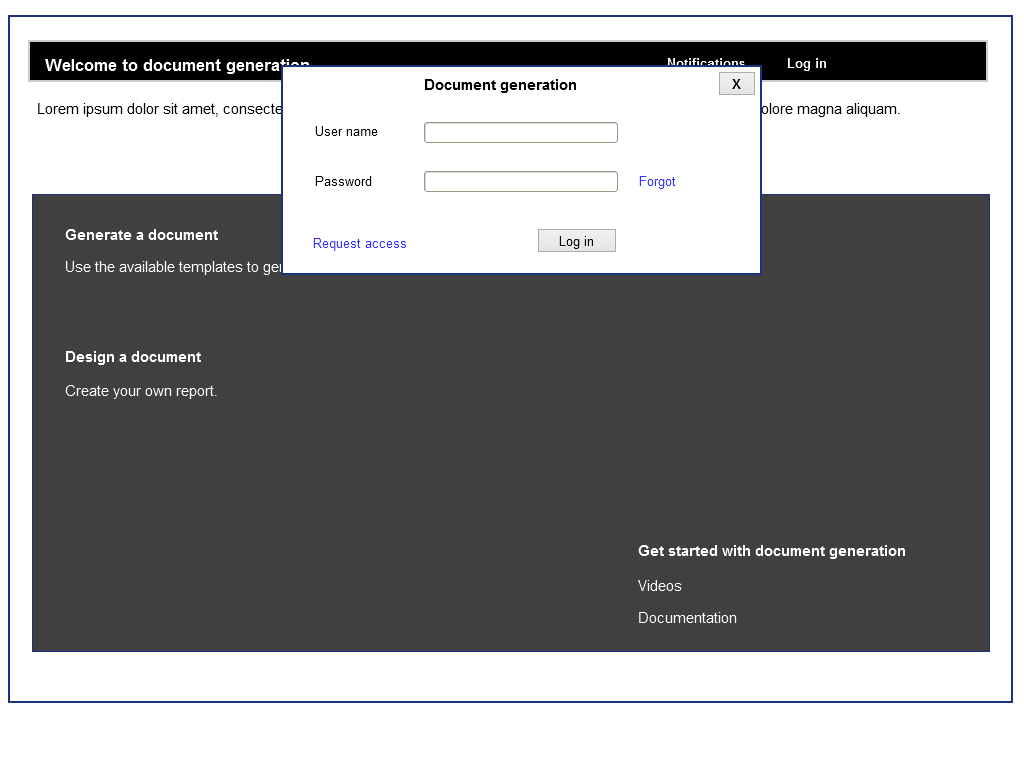 Welcome to document generation Notifications Log in
Document generation X
Lorem ipsum dolor sit amet, olore magna aliquam.
User name
Password Forgot
Request access Log in
Generate a document
Use the available templates to
Design a document
Create your own report.
Get started with document generation
Videos
Documentation